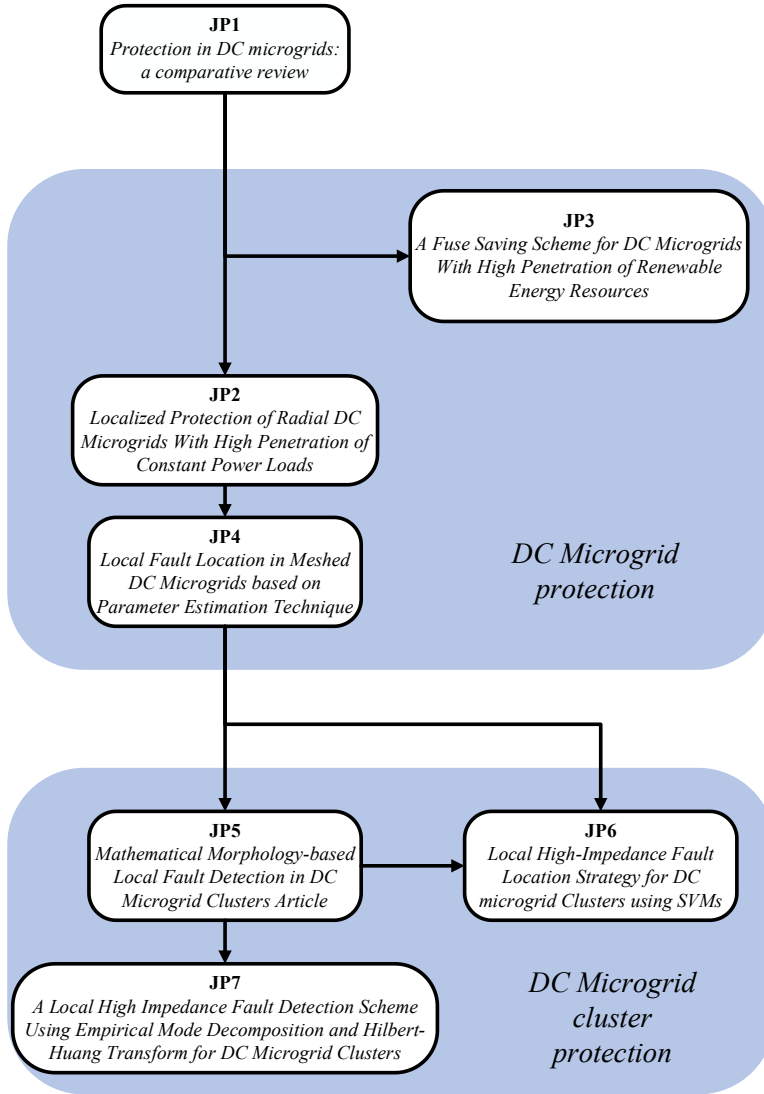 JP1
Protection in DC microgrids:
a comparative review
JP3
A Fuse Saving Scheme for DC Microgrids
With High Penetration of Renewable
Energy Resources
JP2
Localized Protection of Radial DC
Microgrids With High Penetration of
Constant Power Loads
JP4
Local Fault Location in Meshed
DC Microgrids based on
Parameter Estimation Technique
DC Microgrid
protection
JP5
Mathematical Morphology-based
Local Fault Detection in DC
Microgrid Clusters Article
JP6
Local High-Impedance Fault
Location Strategy for DC
microgrid Clusters using SVMs
JP7
A Local High Impedance Fault Detection Scheme
Using Empirical Mode Decomposition and Hilbert-
Huang Transform for DC Microgrid Clusters
DC Microgrid
cluster
protection